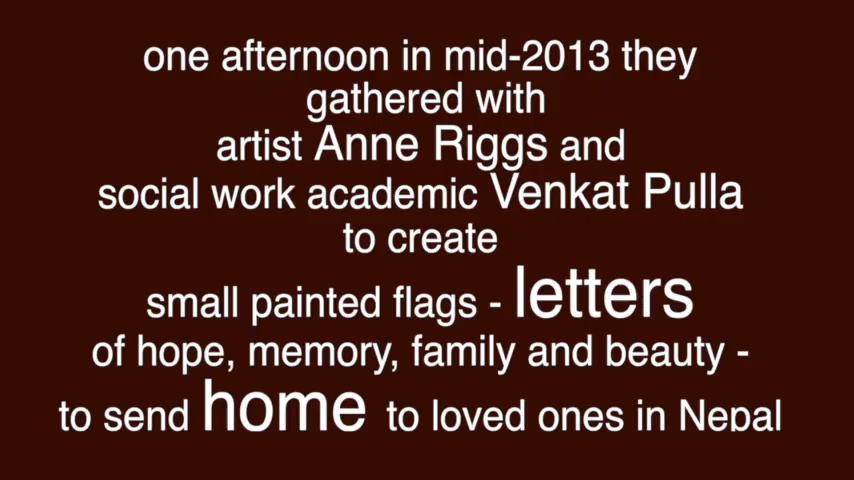 one afternoon in mid-2013 they
gathered with
artist Anne Riggs and
social work academic Venkat Pulla
to create
small painted flags - letters
of hope, memory, family and beauty -
to send home to loved ones in Nepal